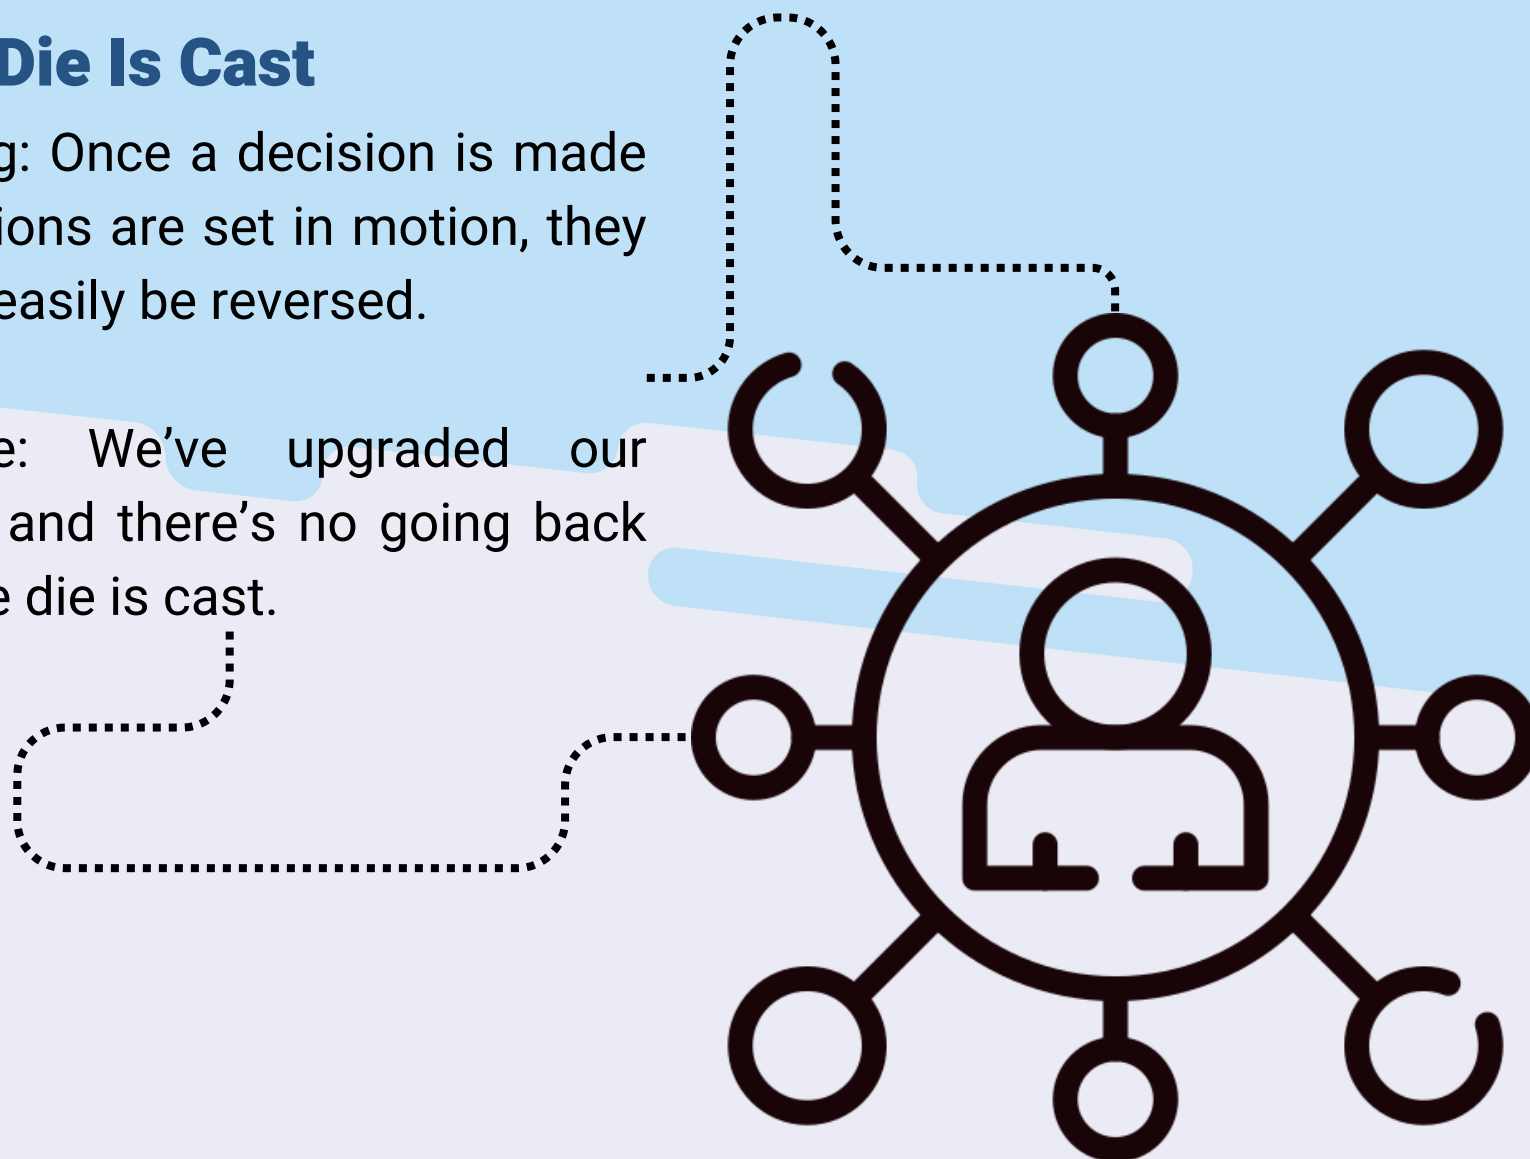 Die Is Cast
g: Once a decision is made
ions are set in motion, they
easily be reversed.
e: We’ve upgraded our
and there’s no going back
e die is cast.